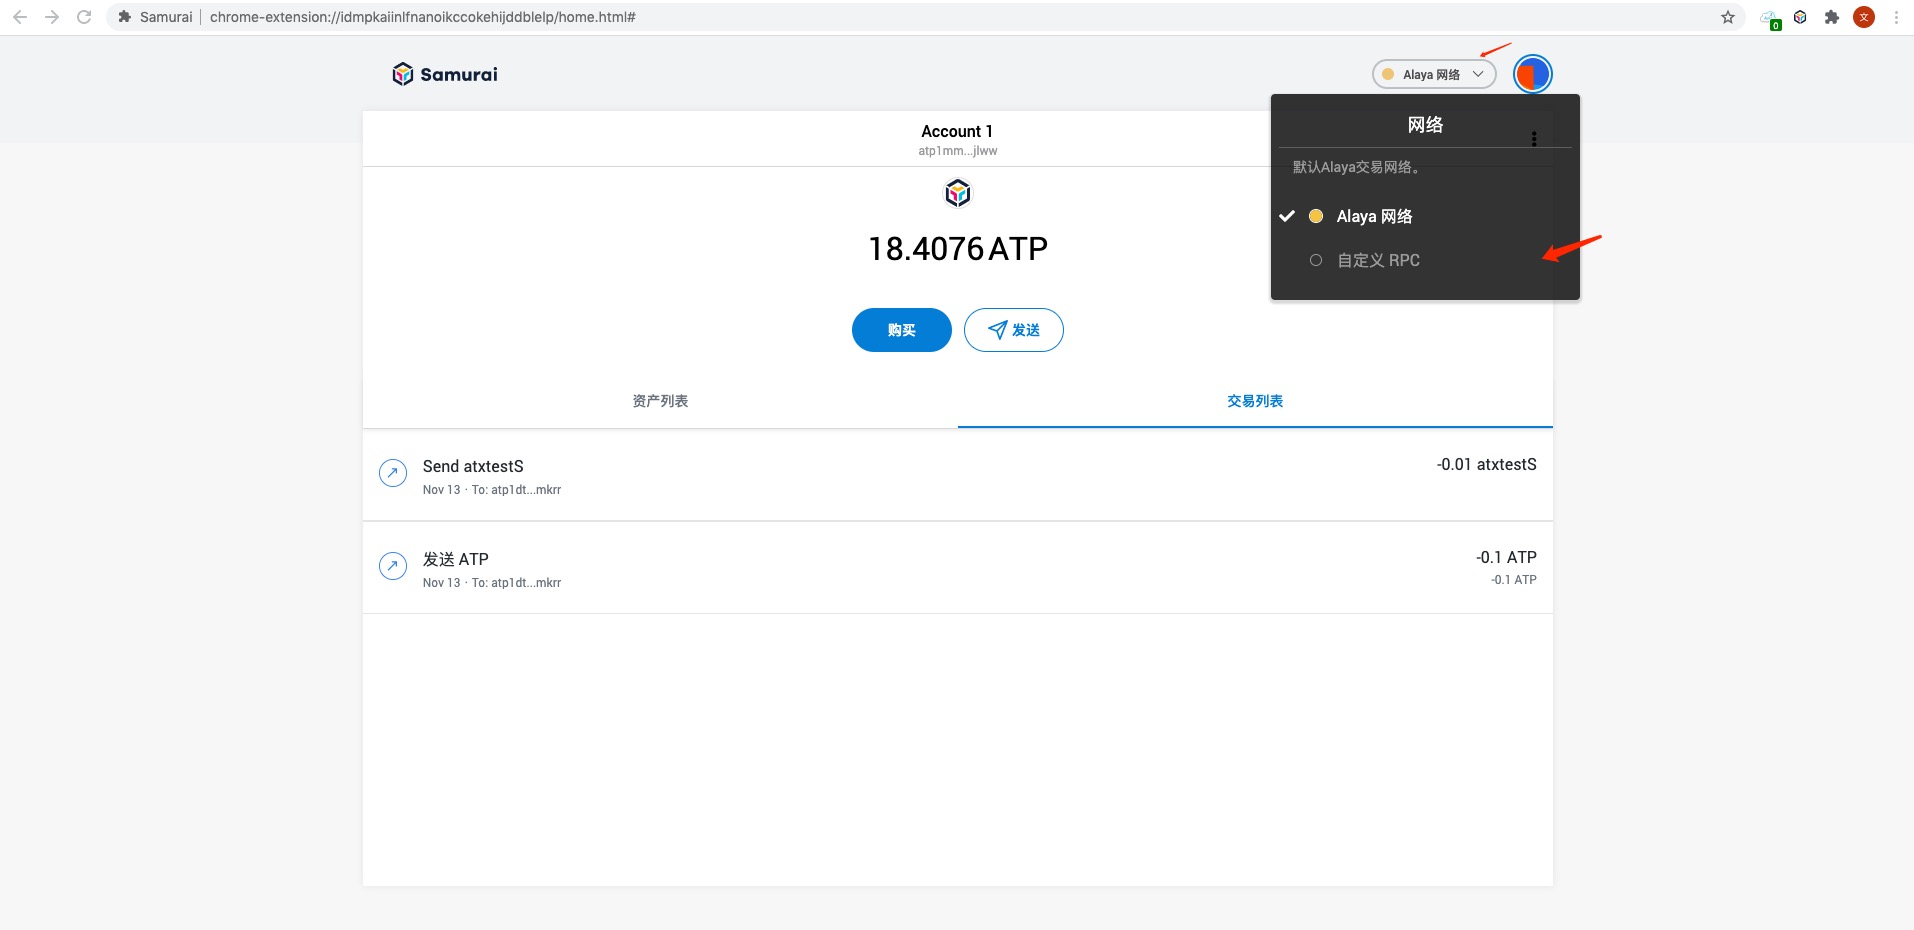 Samurai | chrome-extension://idmpkaiinlfnanoikccokehijddblelp/home.html#
0
文
Samurai
Alaya 网络
Account 1
atp1mm...jlww
网络
默认Alaya交易网络。
Alaya 网络
自定义 RPC
18.4076 ATP
购买
发送
资产列表
交易列表
Send atxtestS
-0.01 atxtestS
Nov 13 · To: atp1dt...mkrr
发送 ATP
-0.1 ATP
Nov 13 · To: atp1dt...mkrr
-0.1 ATP